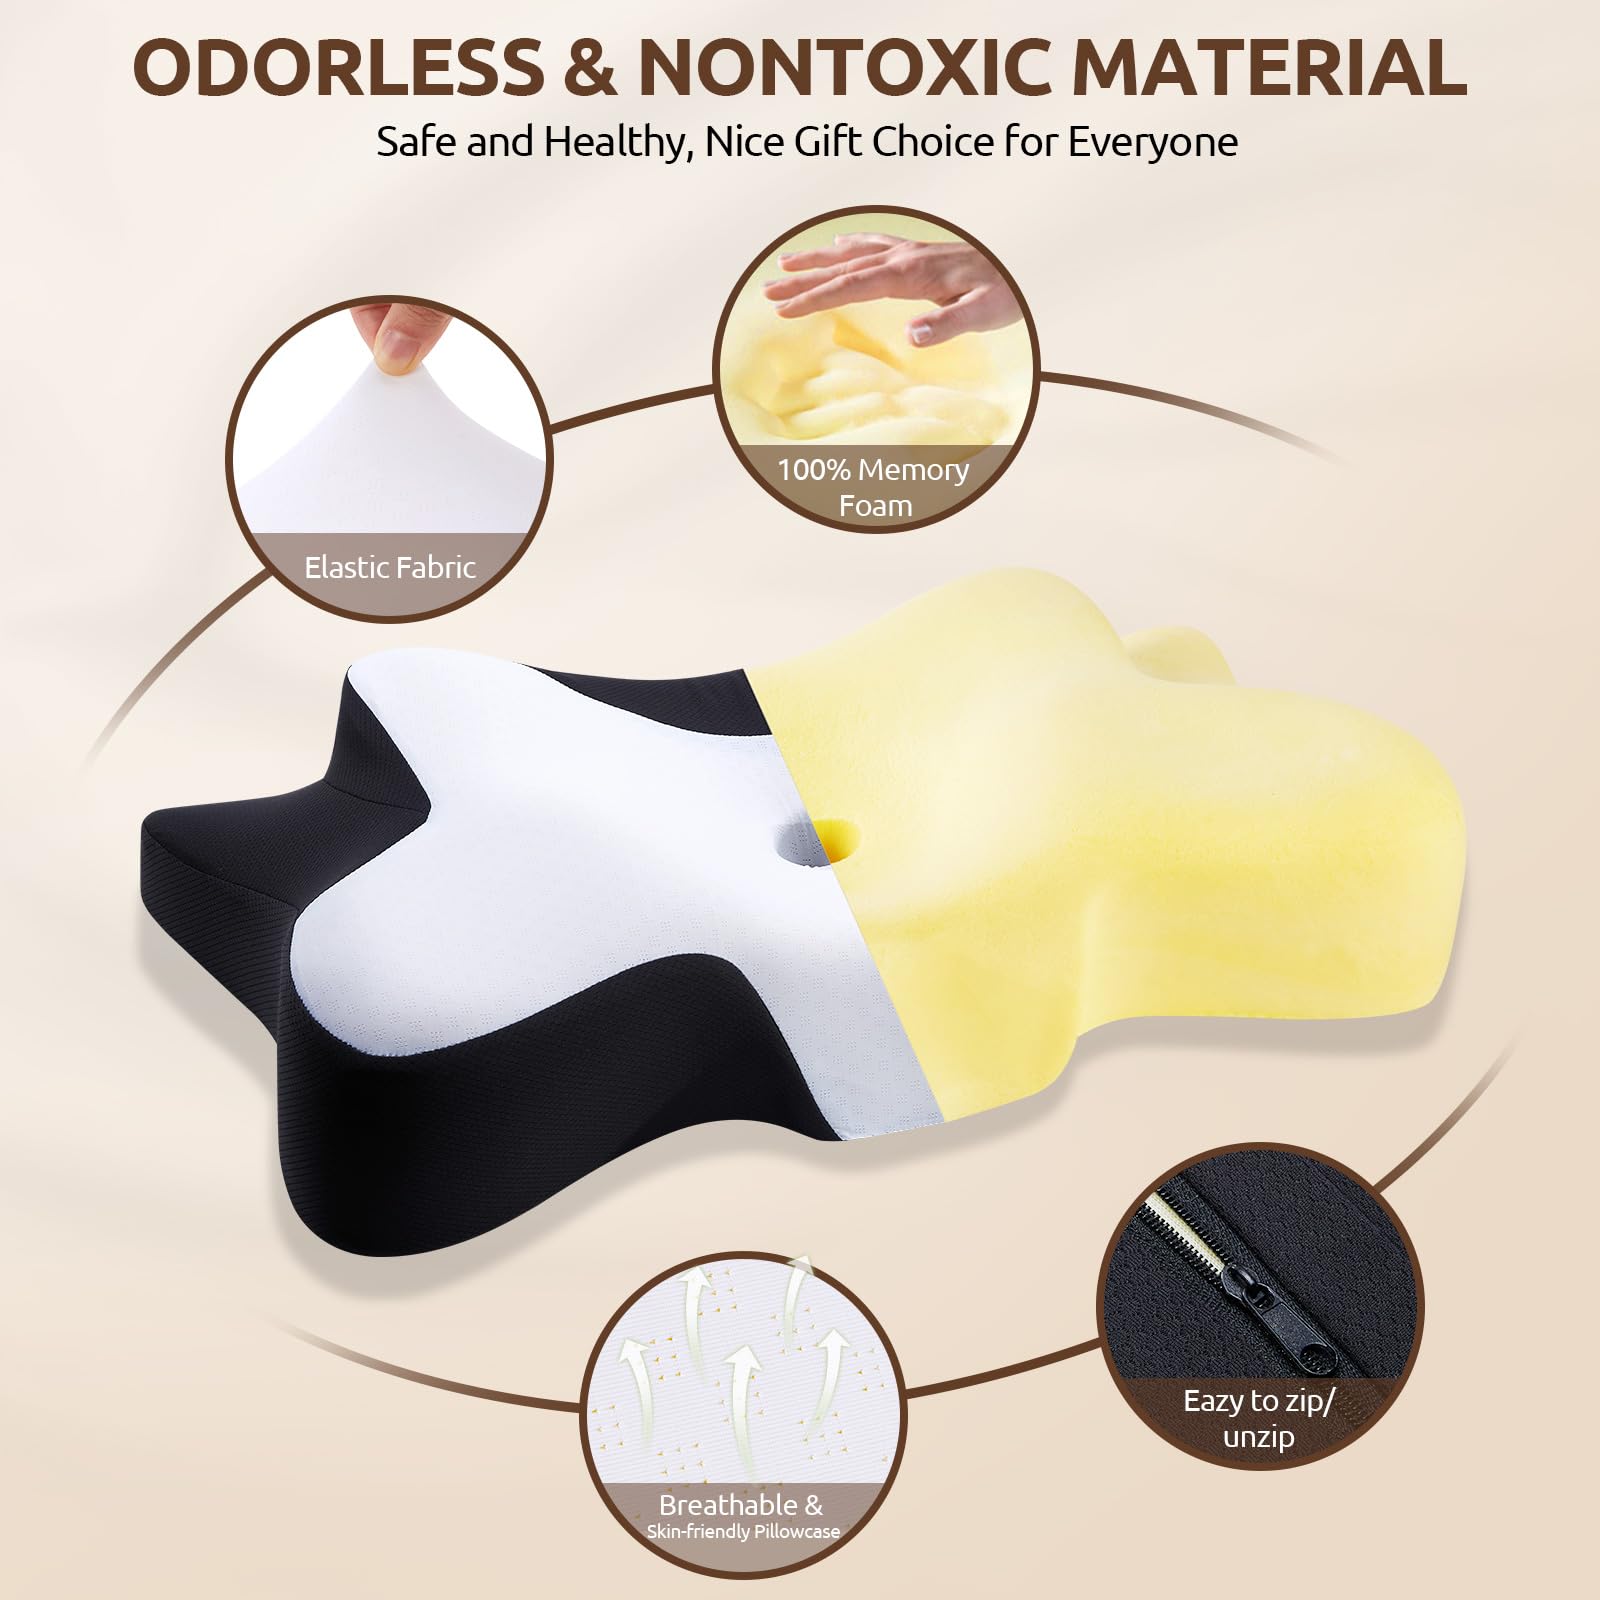 ODORLESS & NONTOXIC MATERIAL
Safe and Healthy, Nice Gift Choice for Everyone
100% Memory
Foam
Elastic Fabric
Eazy to zip/
unzip
Breathable &
Skin-friendly Pillowcase